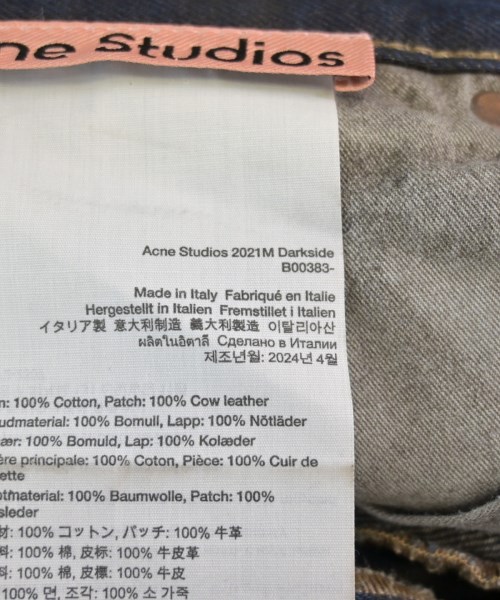 ne Studios
Acne Studios 2021M Darkside
B00383-
Made in Italy Fabriqué en Italie
Hergestellt in Italien Fremstillet i Italien
イタリア製 意大利制造 義大利製造 이탈리아산
ผลิตในอิตาลี Сделано в Италии
제조년월: 2024년 4월
n: 100% Cotton, Patch: 100% Cow leather
udmaterial: 100% Bomull, Lapp: 100% Nötläder
ær: 100% Bomuld, Lap: 100% Kolæder
ère principale: 100% Coton, Pièce: 100% Cuir de
ette
otmaterial: 100% Baumwolle, Patch: 100%
sleder
材: 100% コットン, パッチ: 100% 牛革
料: 100% 棉, 皮标: 100% 牛皮革
料: 100% 棉, 皮標: 100% 牛皮
100% 면, 조각: 100% 소 가죽